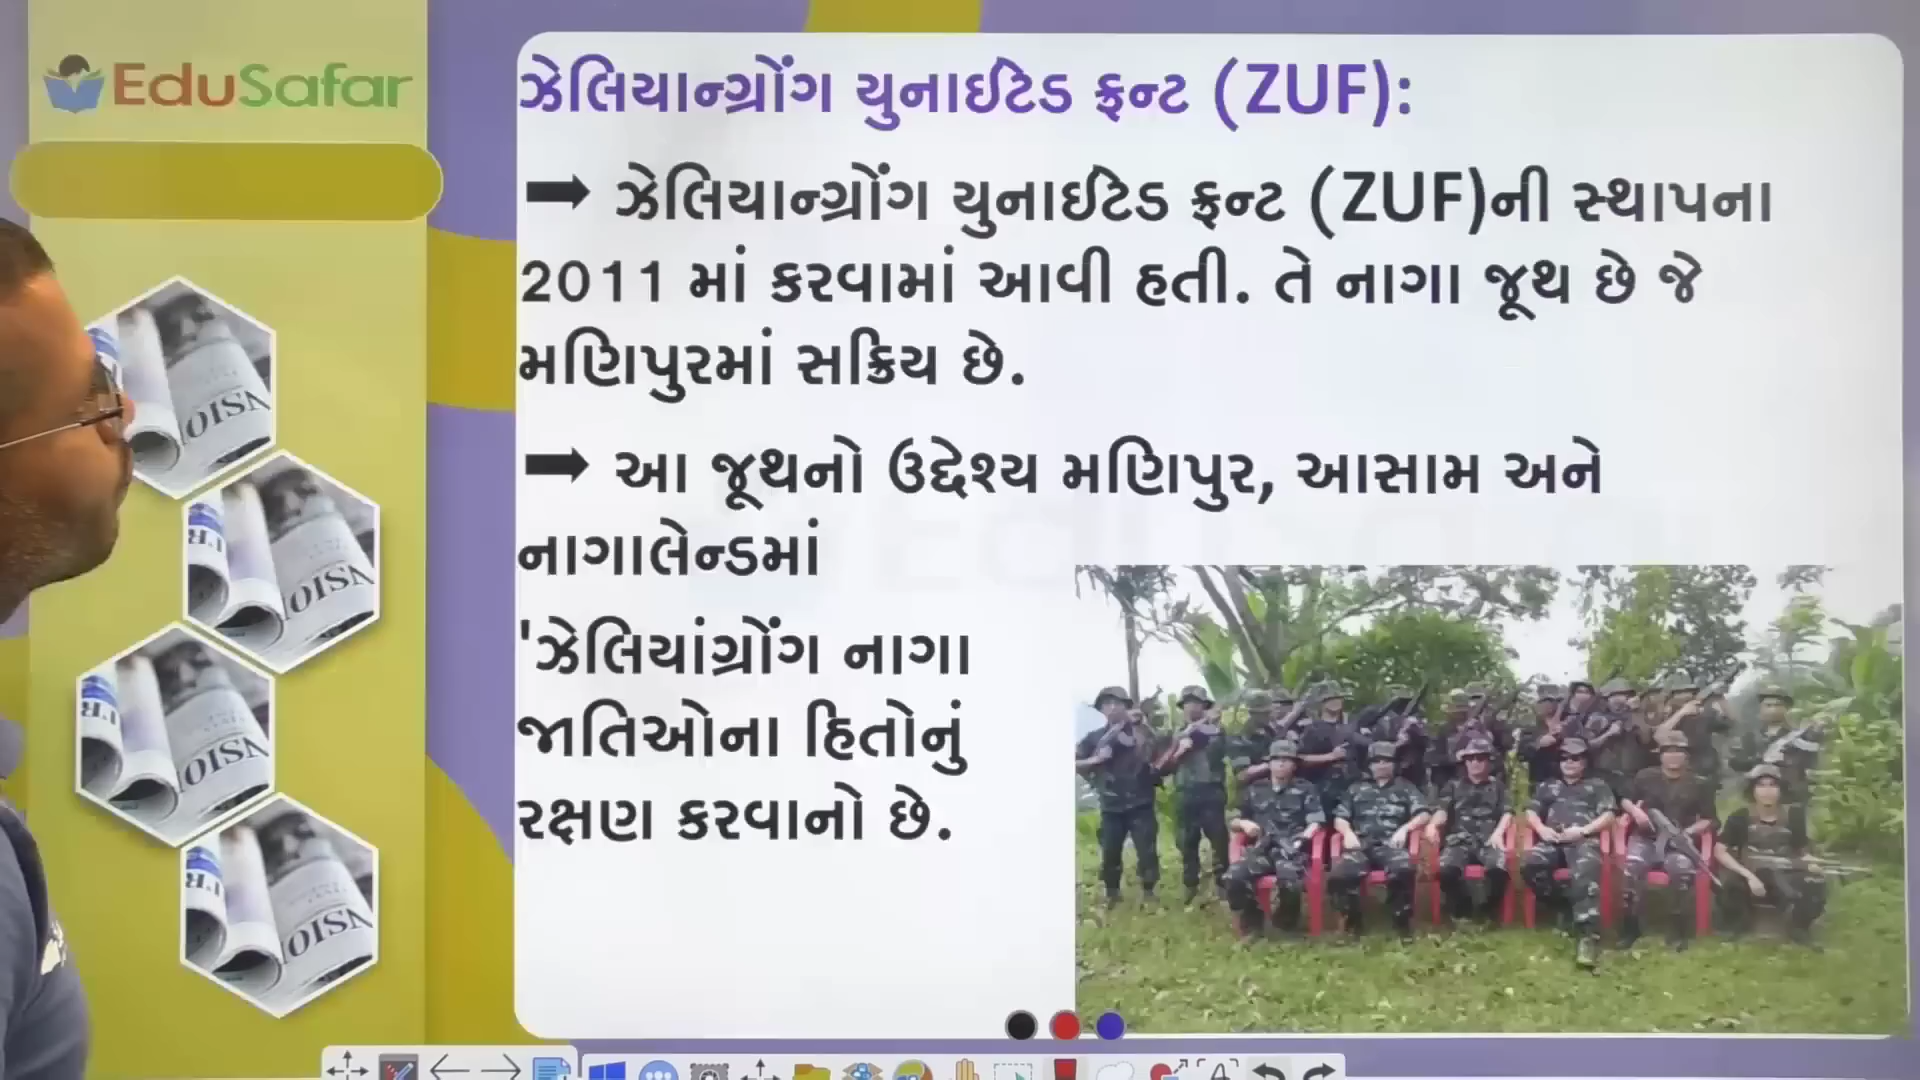 EduSafar
ઝેલિયાન્ગ્રોંગ યુનાઈટેડ ફ્રન્ટ (ZUF):
➡ ઝેલિયાન્ગ્રોંગ યુનાઈટેડ ફ્રન્ટ (ZUF)ની સ્થાપના
2011 માં કરવામાં આવી હતી. તે નાગા જૂથ છે જે
મણિપુરમાં સક્રિય છે.
➡ આ જૂથનો ઉદ્દેશ્ય મણિપુર, આસામ અને
નાગાલેન્ડમાં
'ઝેલિયાંગ્રોંગ નાગા
જાતિઓના હિતોનું
રક્ષણ કરવાનો છે.